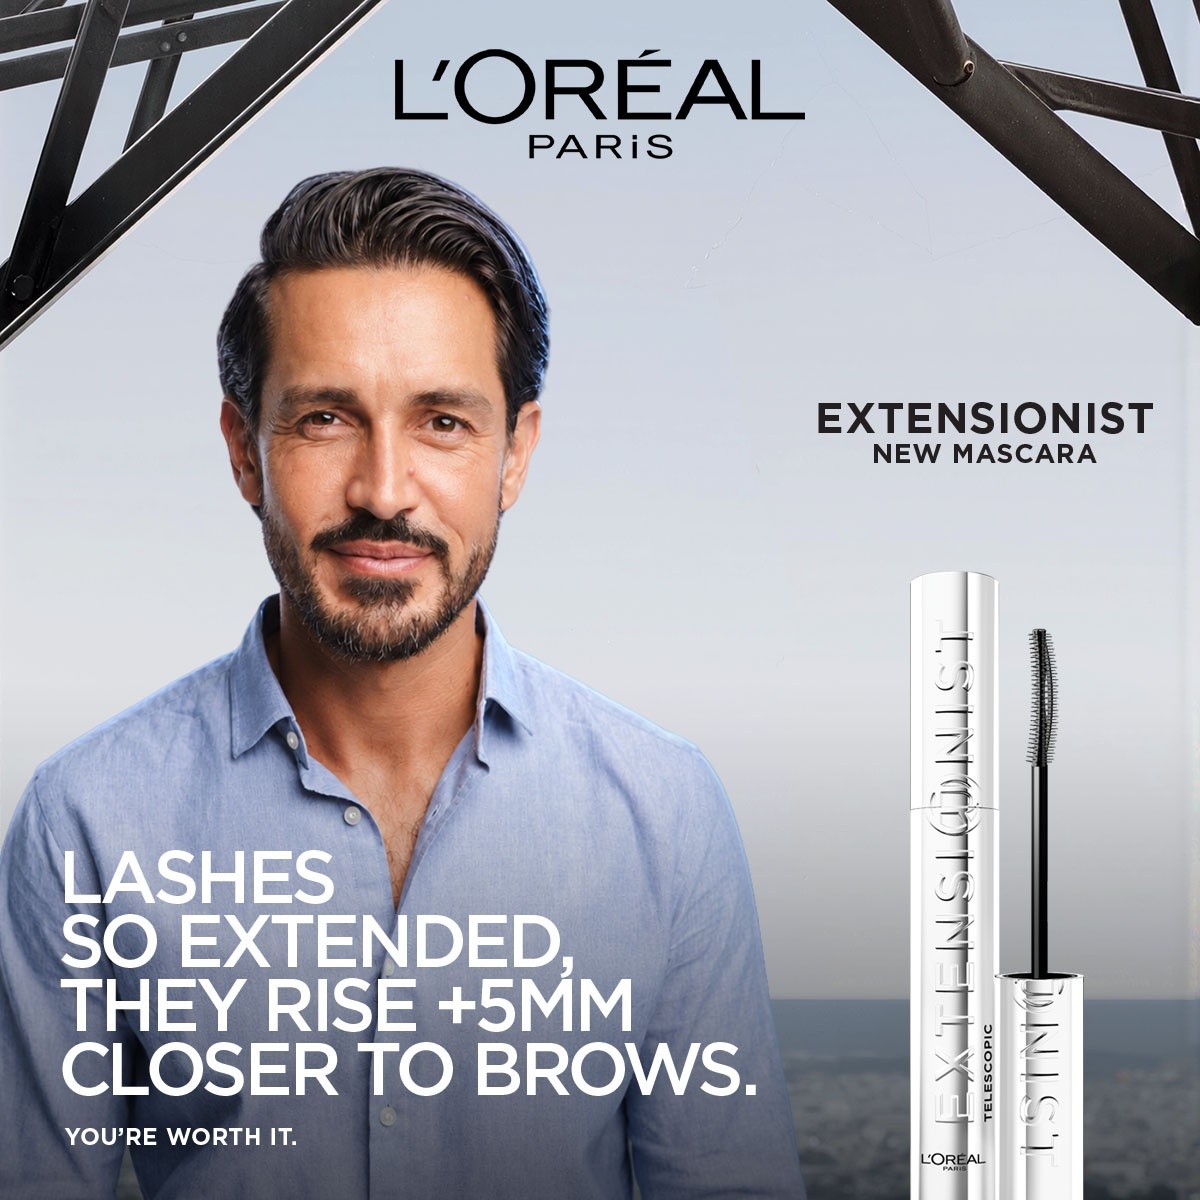 L'ORÉAL
PARiS
EXTENSIONIST
NEW MASCARA
LASHES
SO EXTENDED,
THEY RISE +5MM
CLOSER TO BROWS.
YOU'RE WORTH IT.
EXTENSIONIST
TELESCOPIC
L'ORÉAL
PARIS
NIST